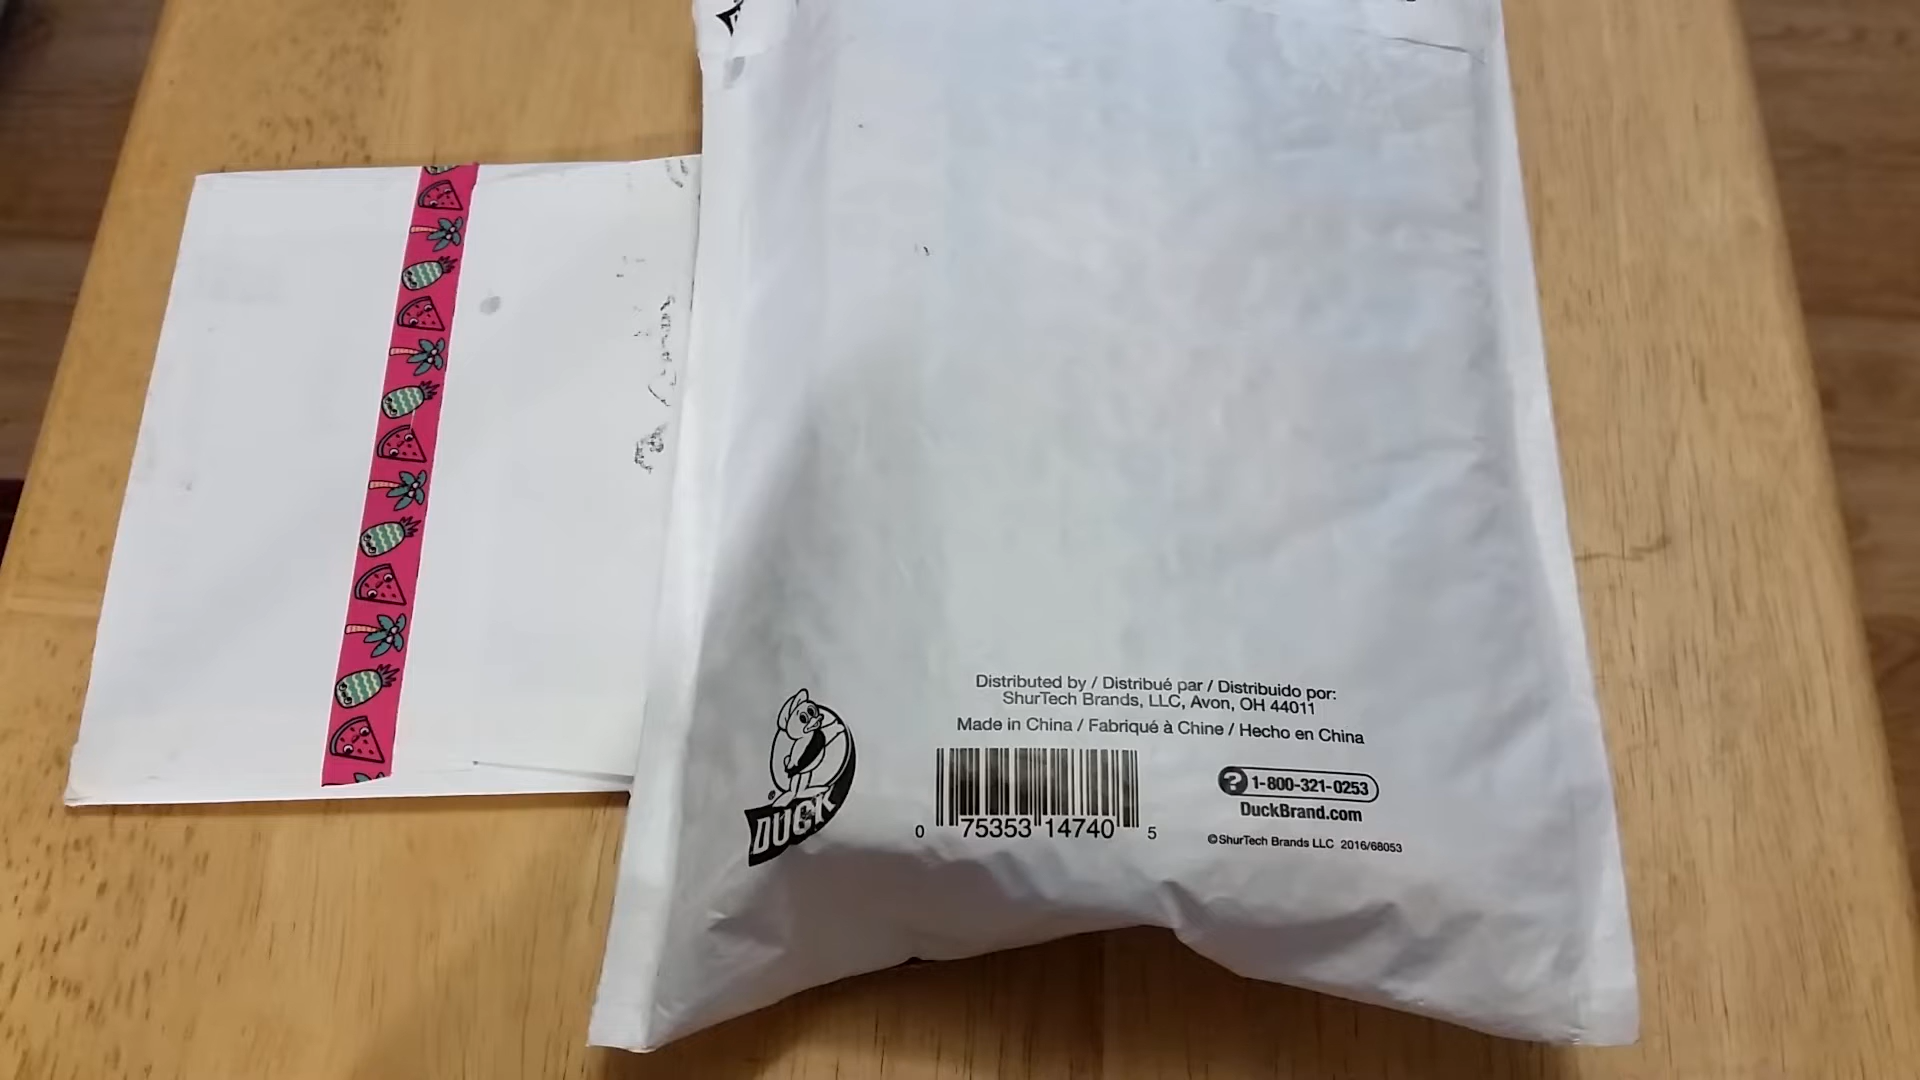 Distributed by / Distribué par / Distribuido por:
ShurTech Brands, LLC, Avon, OH 44011
Made in China / Fabriqué à Chine / Hecho en China
DUCK®
0 75353 14740 5
? 1-800-321-0253
DuckBrand.com
©ShurTech Brands LLC 2016/68053